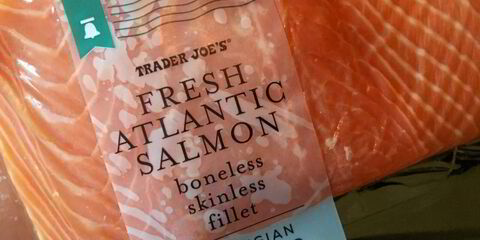 TRADER JOE'S®
FRESH
ATLANTIC
SALMON
boneless
skinless
fillet